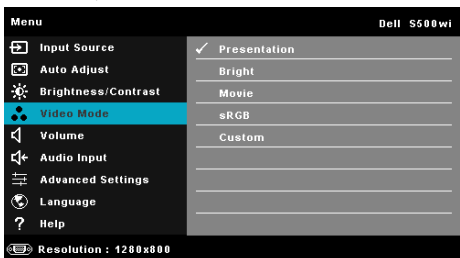 Menu Dell S500wi
Input Source ✓ Presentation
Auto Adjust Bright
Brightness/Contrast Movie
Video Mode sRGB
Volume Custom
Audio Input
Advanced Settings
Language
? Help
Resolution : 1280x800